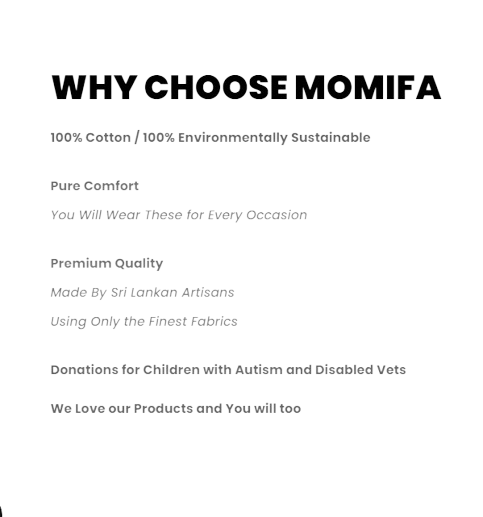 WHY CHOOSE MOMIFA
100% Cotton / 100% Environmentally Sustainable
Pure Comfort
You Will Wear These for Every Occasion
Premium Quality
Made By Sri Lankan Artisans
Using Only the Finest Fabrics
Donations for Children with Autism and Disabled Vets
We Love our Products and You will too